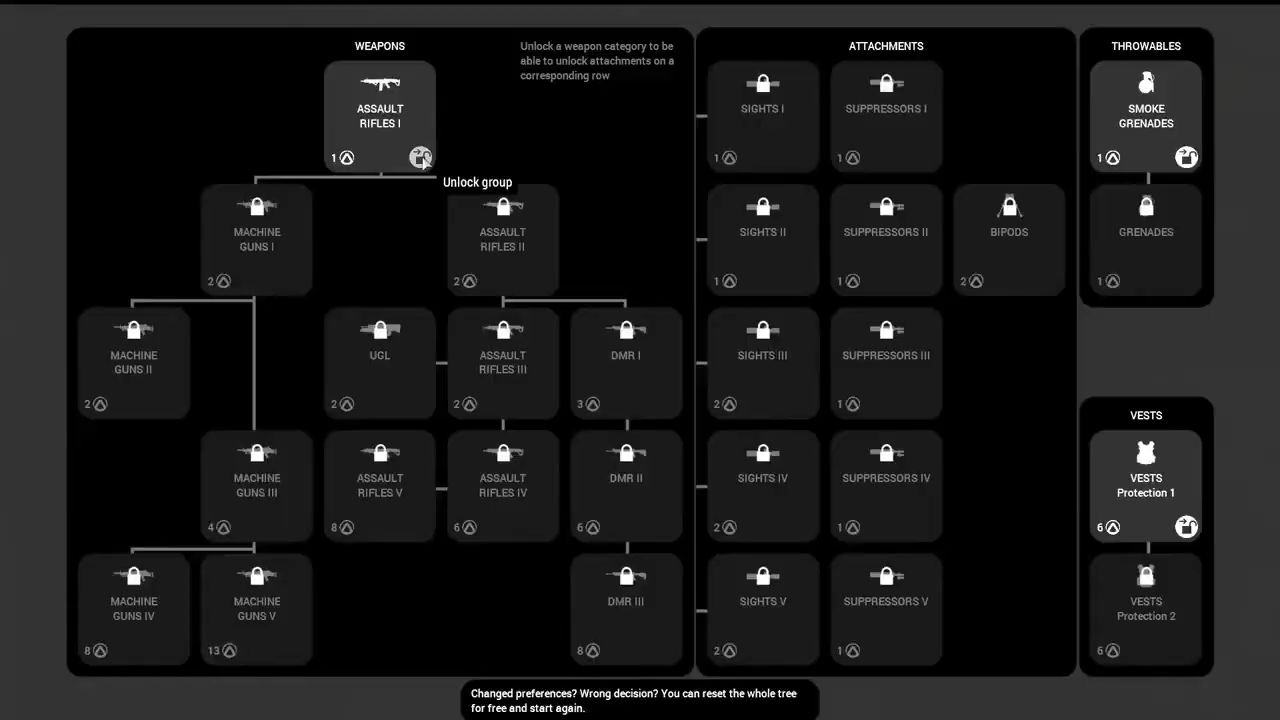 WEAPONS
Unlock a weapon category to be
able to unlock attachments on a
corresponding row
ATTACHMENTS
THROWABLES
ASSAULT
RIFLES I
1
SIGHTS I
1
SUPPRESSORS I
1
SMOKE
GRENADES
1
Unlock group
MACHINE
GUNS I
2
ASSAULT
RIFLES II
2
SIGHTS II
1
SUPPRESSORS II
1
BIPODS
2
GRENADES
1
MACHINE
GUNS II
2
UGL
2
ASSAULT
RIFLES III
2
DMR I
3
SIGHTS III
2
SUPPRESSORS III
1
VESTS
MACHINE
GUNS III
4
ASSAULT
RIFLES V
8
ASSAULT
RIFLES IV
6
DMR II
6
SIGHTS IV
2
SUPPRESSORS IV
1
VESTS
Protection 1
6
MACHINE
GUNS IV
8
MACHINE
GUNS V
13
DMR III
8
SIGHTS V
2
SUPPRESSORS V
1
VESTS
Protection 2
6
Changed preferences? Wrong decision? You can reset the whole tree
for free and start again.